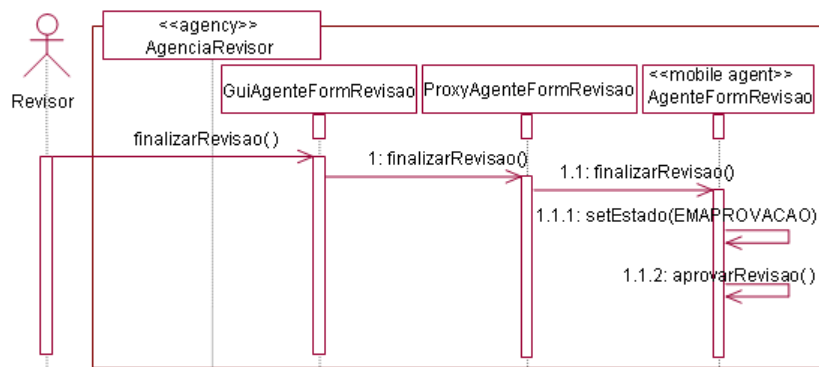 <<agency>>
AgenciaRevisor
Revisor
GuiAgenteFormRevisao
ProxyAgenteFormRevisao
<<mobile agent>>
AgenteFormRevisao
finalizarRevisao()
1: finalizarRevisao()
1.1: finalizarRevisao()
1.1.1: setEstado(EMAPROVACAO)
1.1.2: aprovarRevisao()